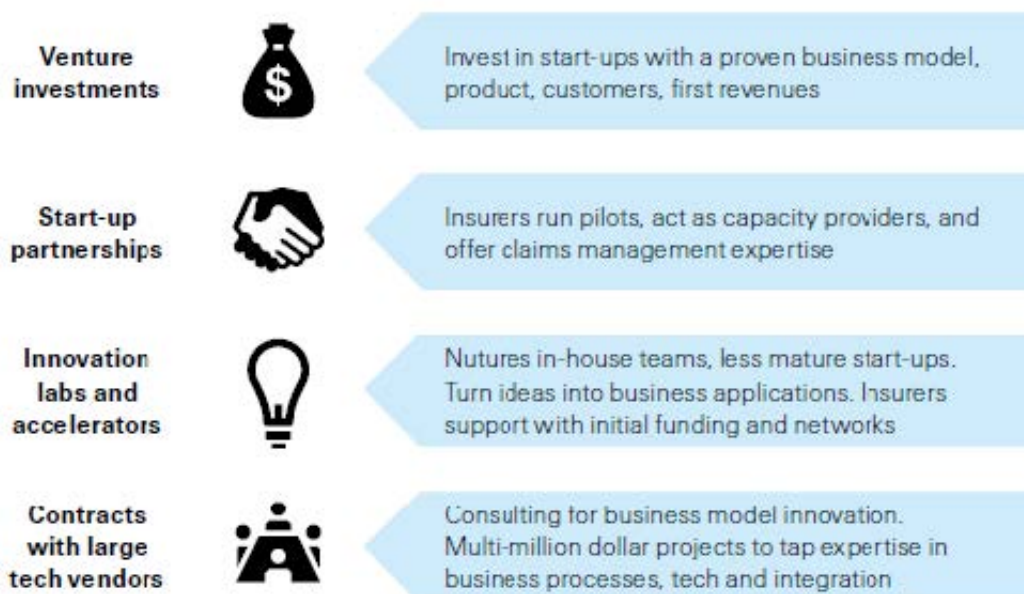 Venture
investments
$
Invest in start-ups with a proven business model,
product, customers, first revenues
Start-up
partnerships
Insurers run pilots, act as capacity providers, and
offer claims management expertise
Innovation
labs and
accelerators
Nutures in-house teams, less mature start-ups.
Turn ideas into business applications. Insurers
support with initial funding and networks
Contracts
with large
tech vendors
Consulting for business model innovation.
Multi-million dollar projects to tap expertise in
business processes, tech and integration